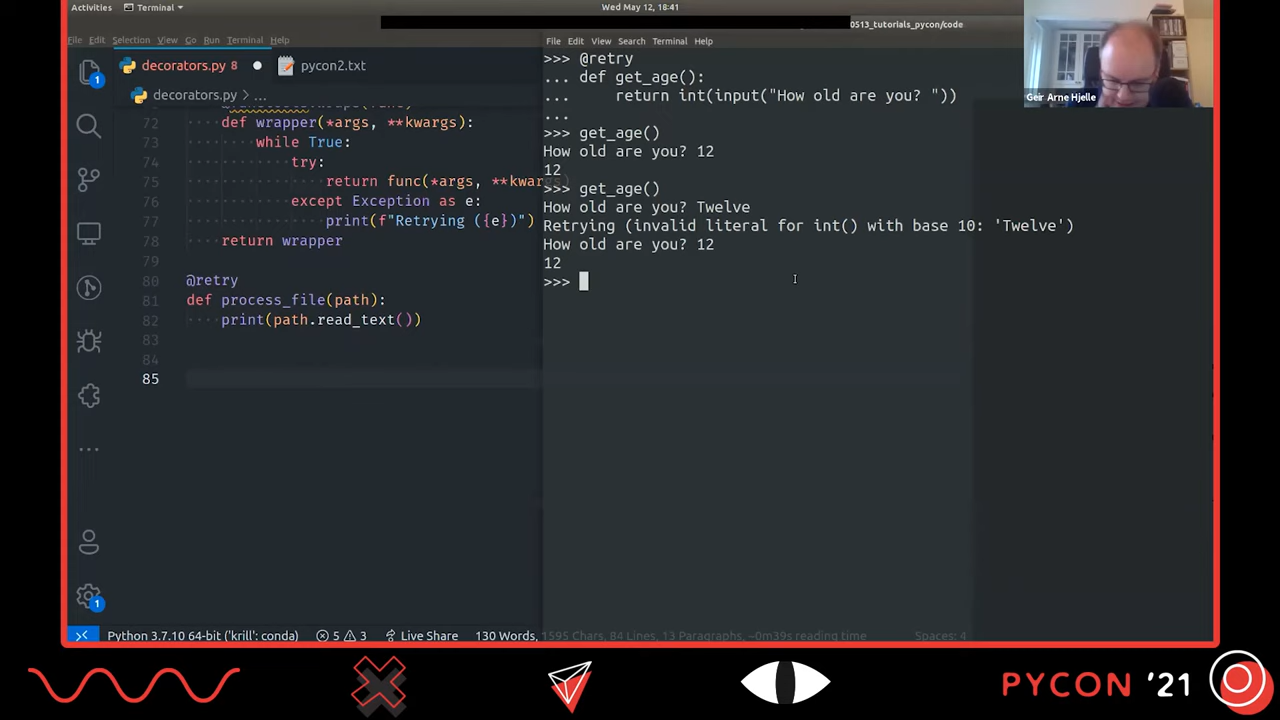 Activities Terminal Wed May 12, 18:41
0513_tutorials_pycon/code
File Edit Selection View Go Run Terminal Help
decorators.py 8 pycon2.txt
decorators.py > ...
72 def wrapper(*args, **kwargs):
73 while True:
74 try:
75 return func(*args, **kwar
76 except Exception as e:
77 print(f"Retrying ({e})")
78 return wrapper
79
80 @retry
81 def process_file(path):
82 print(path.read_text())
83
84
85
1
1
Python 3.7.10 64-bit ('krill': conda) 5 3 Live Share 130 Words, 1595 Chars, 84 Lines, 13 Paragraphs, ~0m39s reading time Spaces: 4
File Edit View Search Terminal Help
>>> @retry
... def get_age():
... return int(input("How old are you? "))
...
>>> get_age()
How old are you? 12
12
>>> get_age()
How old are you? Twelve
Retrying (invalid literal for int() with base 10: 'Twelve')
How old are you? 12
12
>>>
Geir Arne Hjelle
PYCON '21